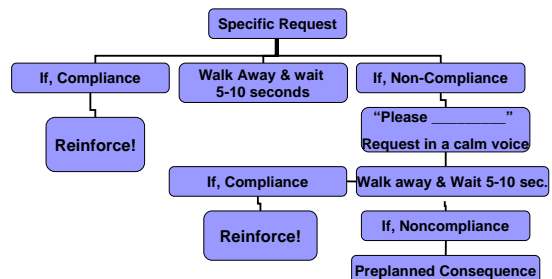 Specific Request
If, Compliance
Walk Away & wait
5-10 seconds
If, Non-Compliance
Reinforce!
“Please __________”
Request in a calm voice
If, Compliance
Walk away & Wait 5-10 sec.
Reinforce!
If, Noncompliance
Preplanned Consequence